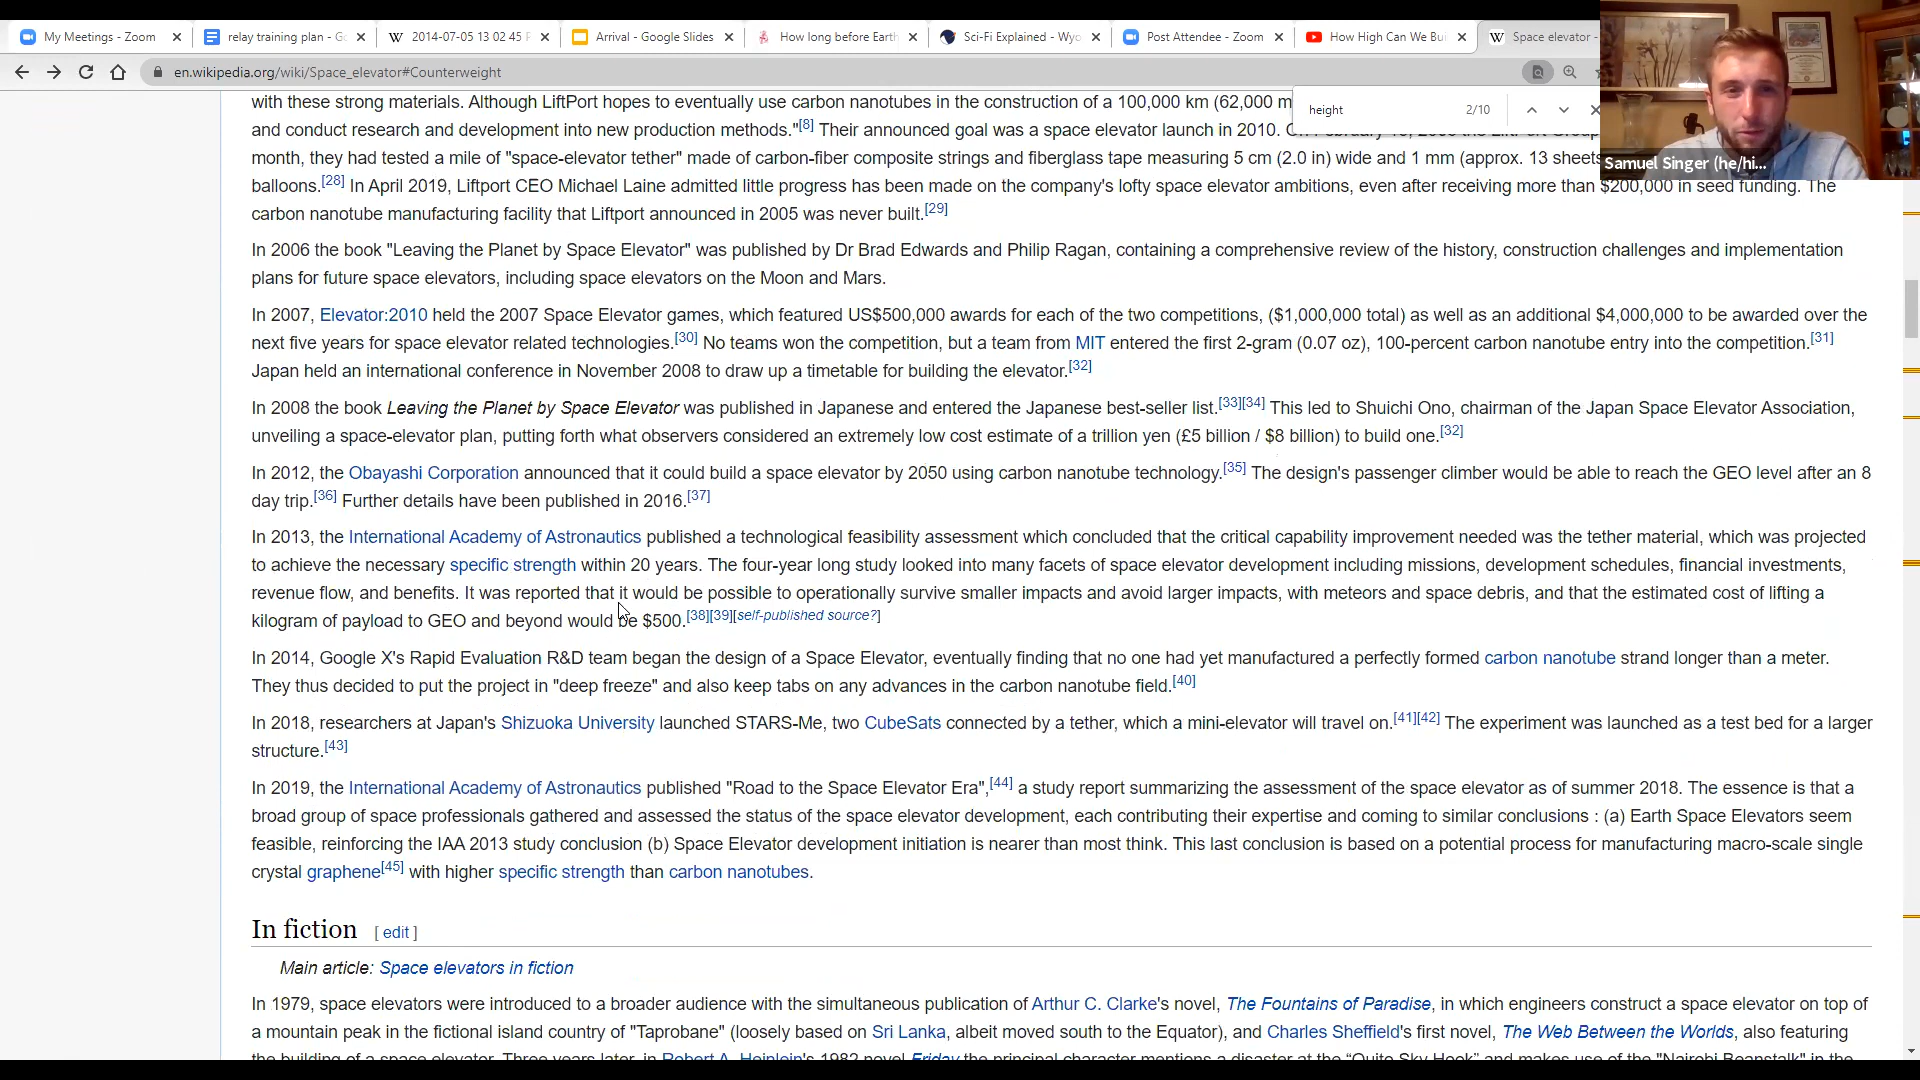 My Meetings - Zoom
relay training plan - Go
2014-07-05 13 02 45 F
Arrival - Google Slides
How long before Earth
Sci-Fi Explained - Wyo
Post Attendee - Zoom
How High Can We Bui
Space elevator -
en.wikipedia.org/wiki/Space_elevator#Counterweight
height 2/10
Samuel Singer (he/hi...
with these strong materials. Although LiftPort hopes to eventually use carbon nanotubes in the construction of a 100,000 km (62,000 m
and conduct research and development into new production methods."[8] Their announced goal was a space elevator launch in 2010.
month, they had tested a mile of "space-elevator tether" made of carbon-fiber composite strings and fiberglass tape measuring 5 cm (2.0 in) wide and 1 mm (approx. 13 sheets
balloons.[28] In April 2019, Liftport CEO Michael Laine admitted little progress has been made on the company's lofty space elevator ambitions, even after receiving more than $200,000 in seed funding. The
carbon nanotube manufacturing facility that Liftport announced in 2005 was never built.[29]
In 2006 the book "Leaving the Planet by Space Elevator" was published by Dr Brad Edwards and Philip Ragan, containing a comprehensive review of the history, construction challenges and implementation
plans for future space elevators, including space elevators on the Moon and Mars.
In 2007, Elevator:2010 held the 2007 Space Elevator games, which featured US$500,000 awards for each of the two competitions, ($1,000,000 total) as well as an additional $4,000,000 to be awarded over the
next five years for space elevator related technologies.[30] No teams won the competition, but a team from MIT entered the first 2-gram (0.07 oz), 100-percent carbon nanotube entry into the competition.[31]
Japan held an international conference in November 2008 to draw up a timetable for building the elevator.[32]
In 2008 the book Leaving the Planet by Space Elevator was published in Japanese and entered the Japanese best-seller list.[33][34] This led to Shuichi Ono, chairman of the Japan Space Elevator Association,
unveiling a space-elevator plan, putting forth what observers considered an extremely low cost estimate of a trillion yen (£5 billion / $8 billion) to build one.[32]
In 2012, the Obayashi Corporation announced that it could build a space elevator by 2050 using carbon nanotube technology.[35] The design's passenger climber would be able to reach the GEO level after an 8
day trip.[36] Further details have been published in 2016.[37]
In 2013, the International Academy of Astronautics published a technological feasibility assessment which concluded that the critical capability improvement needed was the tether material, which was projected
to achieve the necessary specific strength within 20 years. The four-year long study looked into many facets of space elevator development including missions, development schedules, financial investments,
revenue flow, and benefits. It was reported that it would be possible to operationally survive smaller impacts and avoid larger impacts, with meteors and space debris, and that the estimated cost of lifting a
kilogram of payload to GEO and beyond would be $500.[38][39][self-published source?]
In 2014, Google X's Rapid Evaluation R&D team began the design of a Space Elevator, eventually finding that no one had yet manufactured a perfectly formed carbon nanotube strand longer than a meter.
They thus decided to put the project in "deep freeze" and also keep tabs on any advances in the carbon nanotube field.[40]
In 2018, researchers at Japan's Shizuoka University launched STARS-Me, two CubeSats connected by a tether, which a mini-elevator will travel on.[41][42] The experiment was launched as a test bed for a larger
structure.[43]
In 2019, the International Academy of Astronautics published "Road to the Space Elevator Era",[44] a study report summarizing the assessment of the space elevator as of summer 2018. The essence is that a
broad group of space professionals gathered and assessed the status of the space elevator development, each contributing their expertise and coming to similar conclusions : (a) Earth Space Elevators seem
feasible, reinforcing the IAA 2013 study conclusion (b) Space Elevator development initiation is nearer than most think. This last conclusion is based on a potential process for manufacturing macro-scale single
crystal graphene[45] with higher specific strength than carbon nanotubes.
In fiction [ edit ]
Main article: Space elevators in fiction
In 1979, space elevators were introduced to a broader audience with the simultaneous publication of Arthur C. Clarke's novel, The Fountains of Paradise, in which engineers construct a space elevator on top of
a mountain peak in the fictional island country of "Taprobane" (loosely based on Sri Lanka, albeit moved south to the Equator), and Charles Sheffield's first novel, The Web Between the Worlds, also featuring
the building of a space elevator. Three years later, in Robert A. Heinlein's 1982 novel Friday the principal character mentions a disaster at the “Quito Sky Hook” and makes use of the "Nairobi Beanstalk" in the